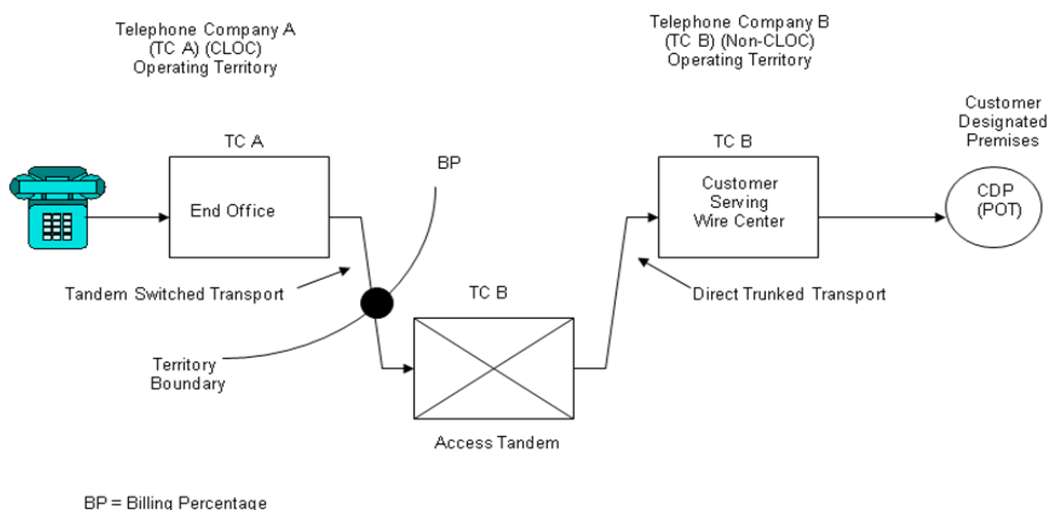 Telephone Company A
(TC A) (CLOC)
Operating Territory
Telephone Company B
(TC B) (Non-CLOC)
Operating Territory
Customer
Designated
Premises
TC A
BP
TC B
End Office
Customer
Serving
Wire Center
CDP
(POT)
Tandem Switched Transport
TC B
Direct Trunked Transport
Territory
Boundary
Access Tandem
BP = Billing Percentage